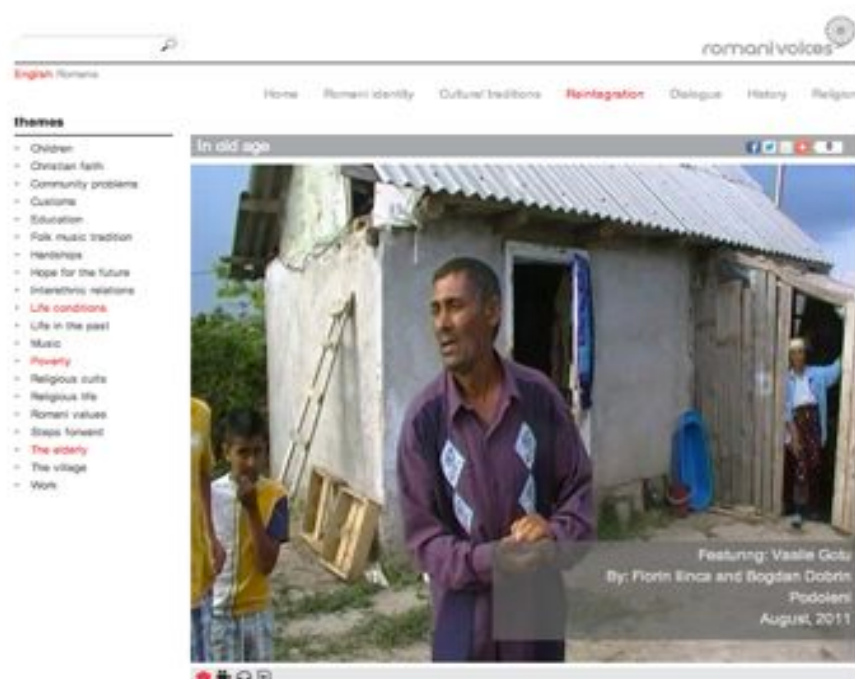 romanivoices
English Romana
Home Romani identity Cultural traditions Reintegration Dialogue History Religion
themes
Children
Christian faith
Community problems
Customs
Education
Folk music tradition
Hardships
Hope for the future
Interethnic relations
Life conditions
Life in the past
Music
Poverty
Religious cults
Religious life
Romani values
Steps forward
The elderly
The village
Work
In old age
Featuring: Vasile Gotu
By: Florin Ilinca and Bogdan Dobrin
Podoleni
August, 2011